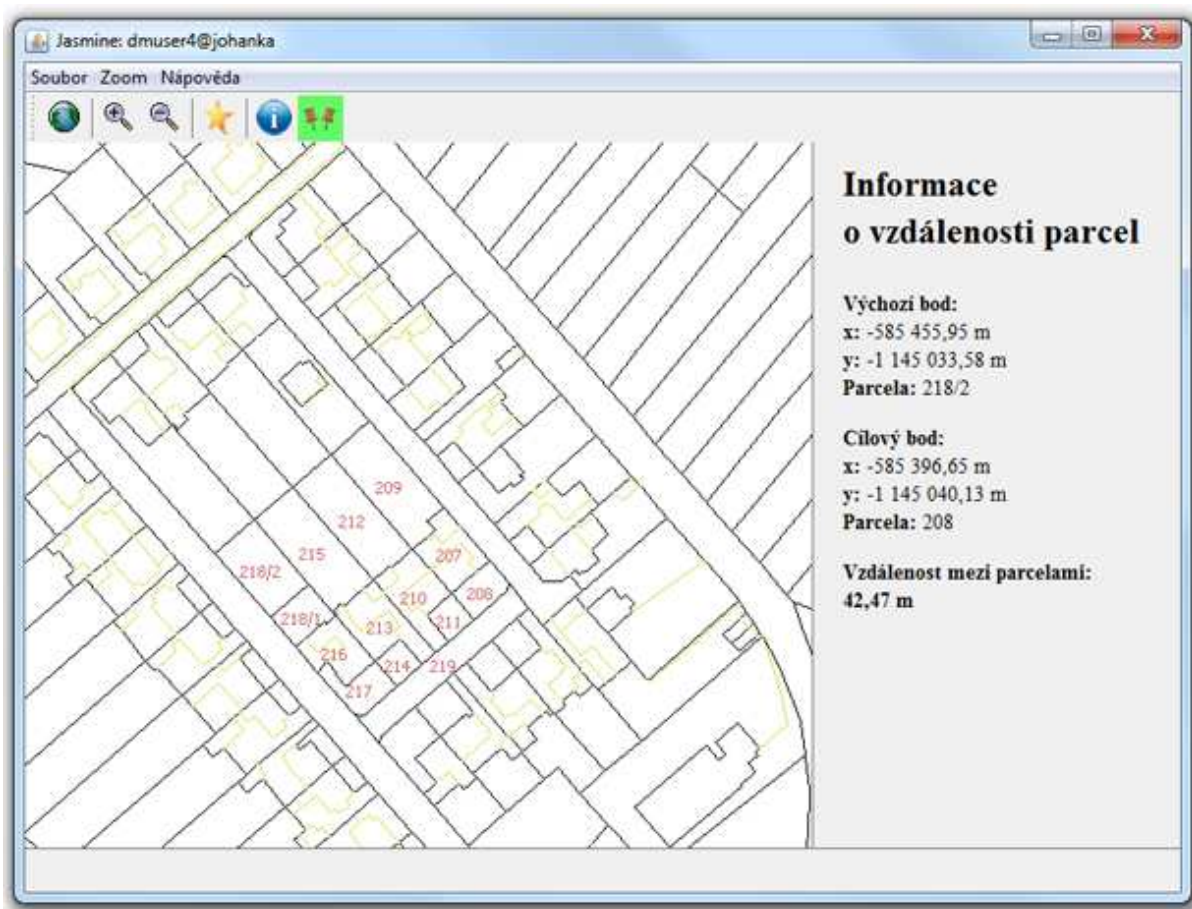 Jasmine: dmuser4@johanka
Soubor Zoom Nápověda
Informace
o vzdálenosti parcel
Výchozí bod:
x: -585 455,95 m
y: -1 145 033,58 m
Parcela: 218/2
Cílový bod:
x: -585 396,65 m
y: -1 145 040,13 m
Parcela: 208
Vzdálenost mezi parcelami:
42,47 m
209
212
215
207
218/2
208
210
218/1
211
213
216
214
219
217